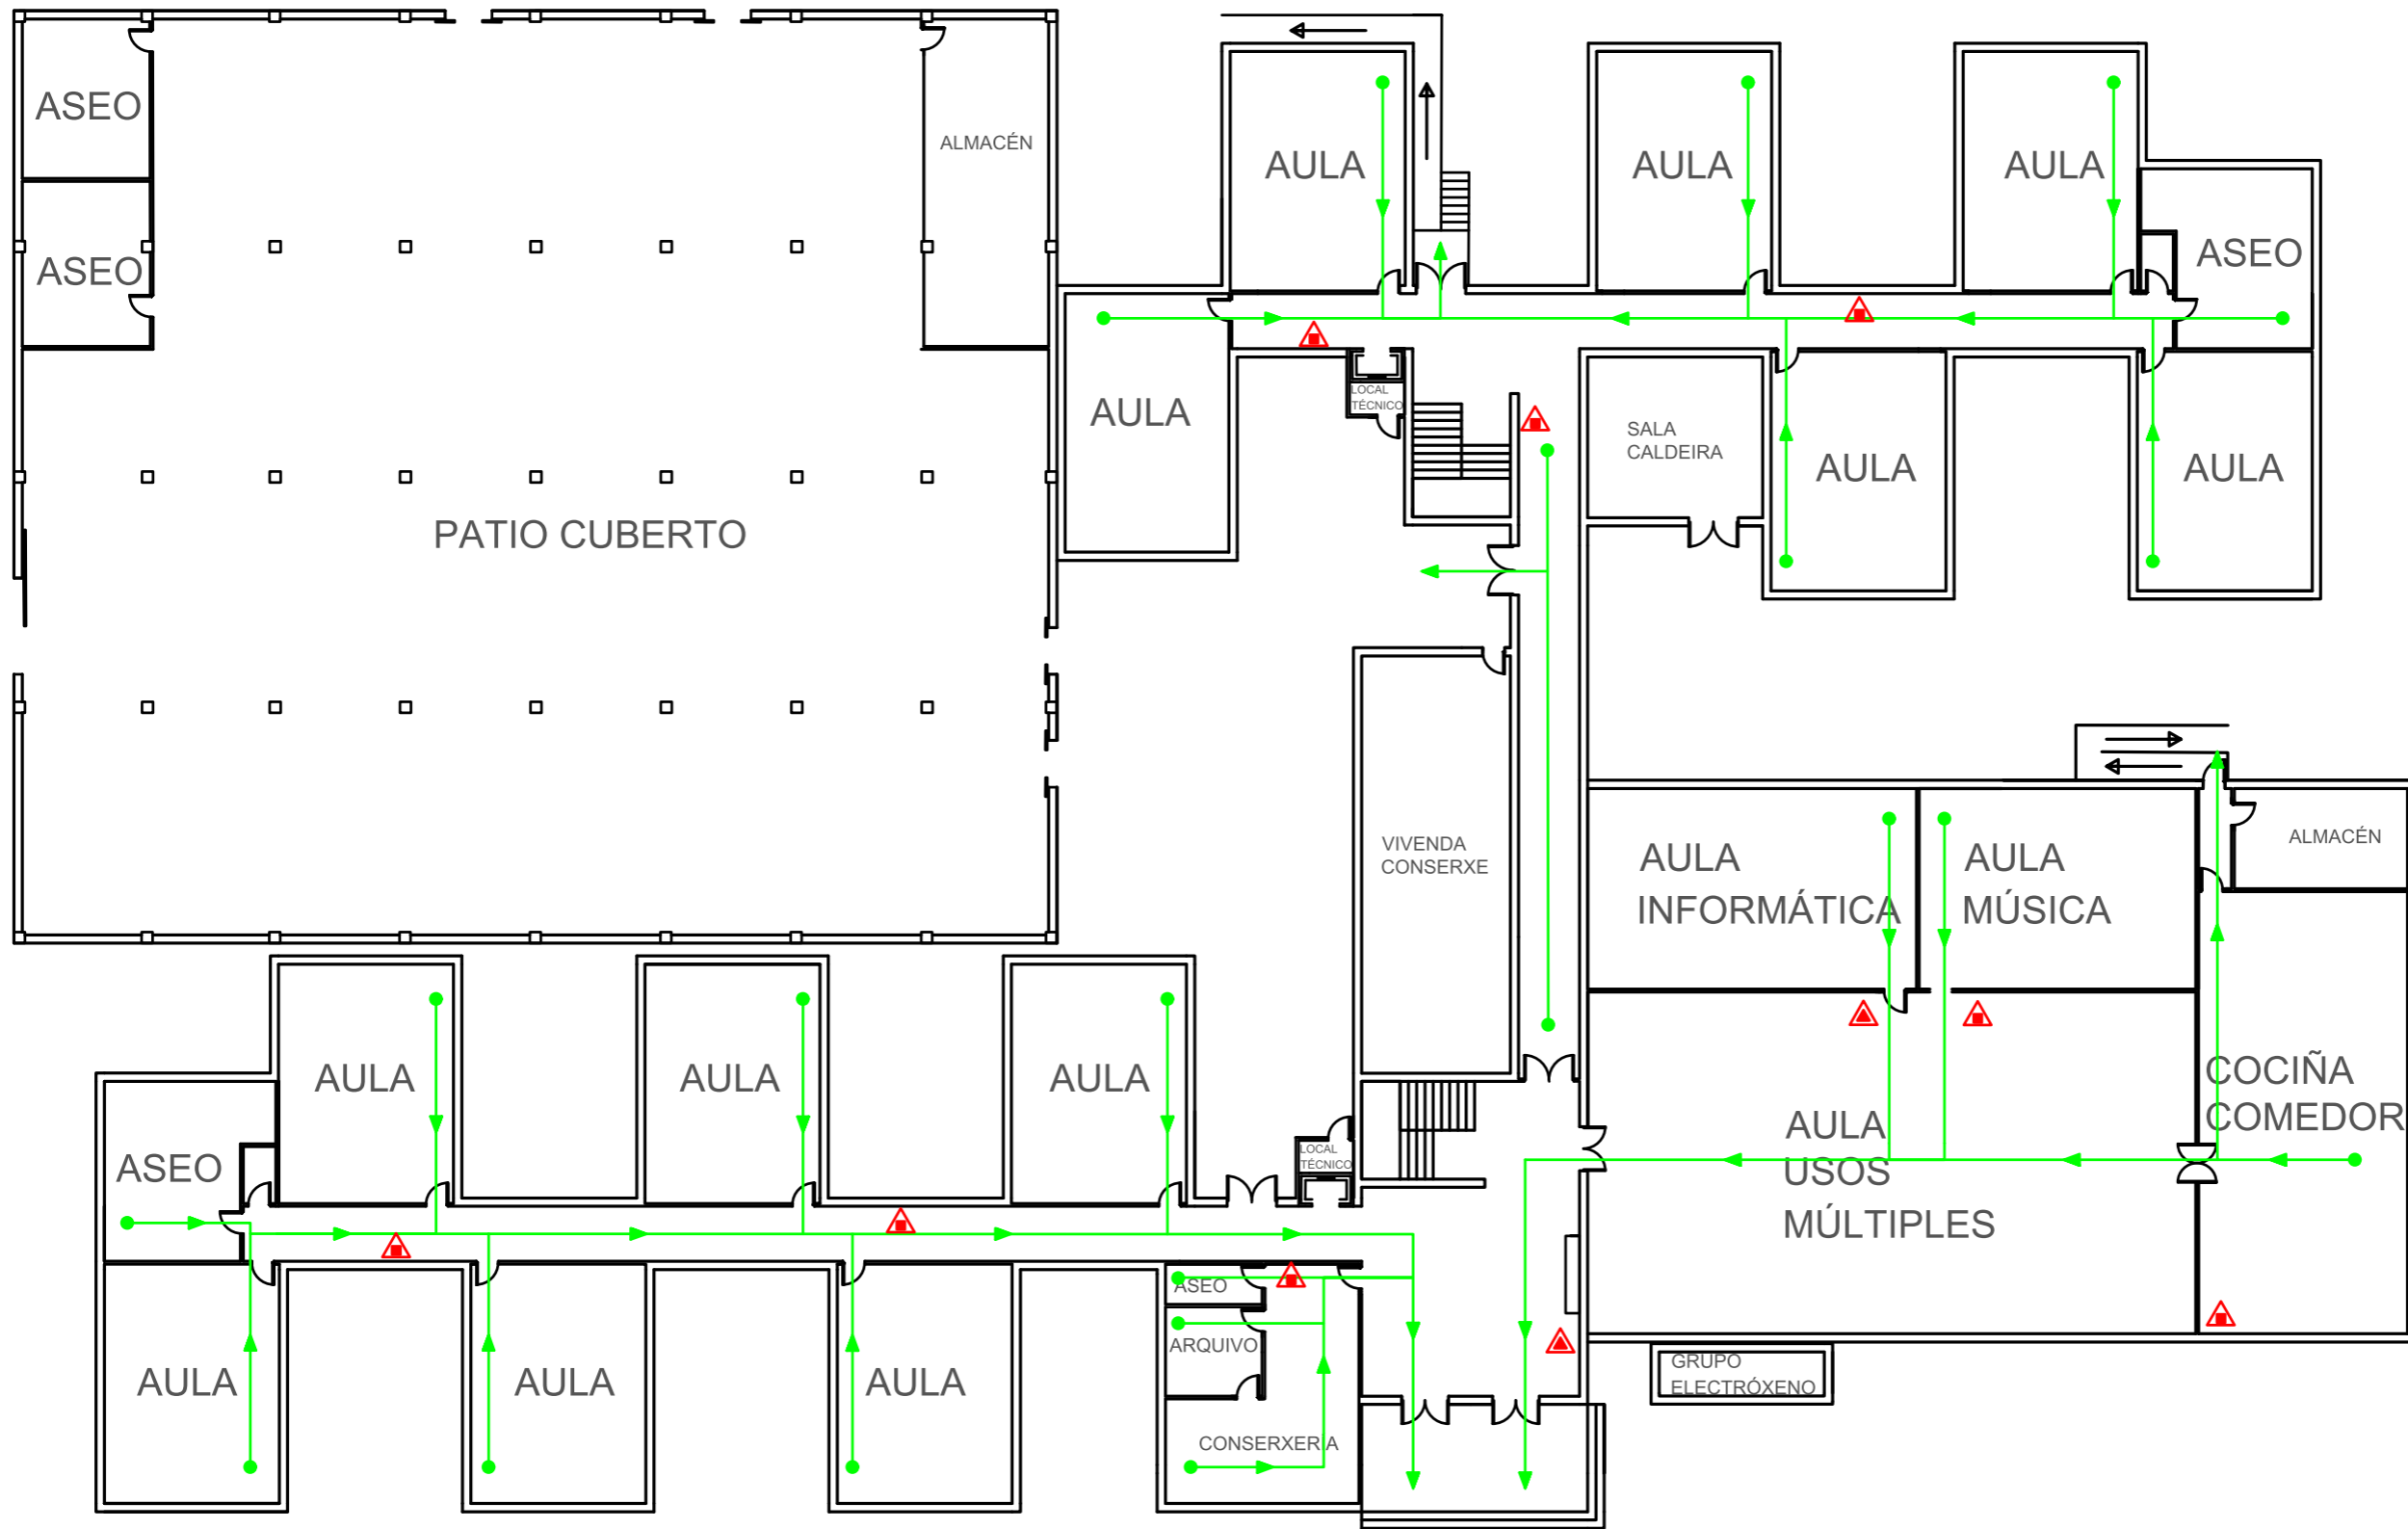 ASEO
ALMACÉN
AULA
AULA
AULA
ASEO
ASEO
LOCAL
TÉCNICO
AULA
SALA
CALDEIRA
AULA
AULA
PATIO CUBERTO
VIVENDA
CONSERXE
AULA
INFORMÁTICA
AULA
MÚSICA
ALMACÉN
AULA
AULA
AULA
COCIÑA
COMEDOR
AULA
USOS
MÚLTIPLES
ASEO
LOCAL
TÉCNICO
ASEO
ARQUIVO
AULA
AULA
AULA
CONSERXERÍA
GRUPO
ELECTRÓXENO